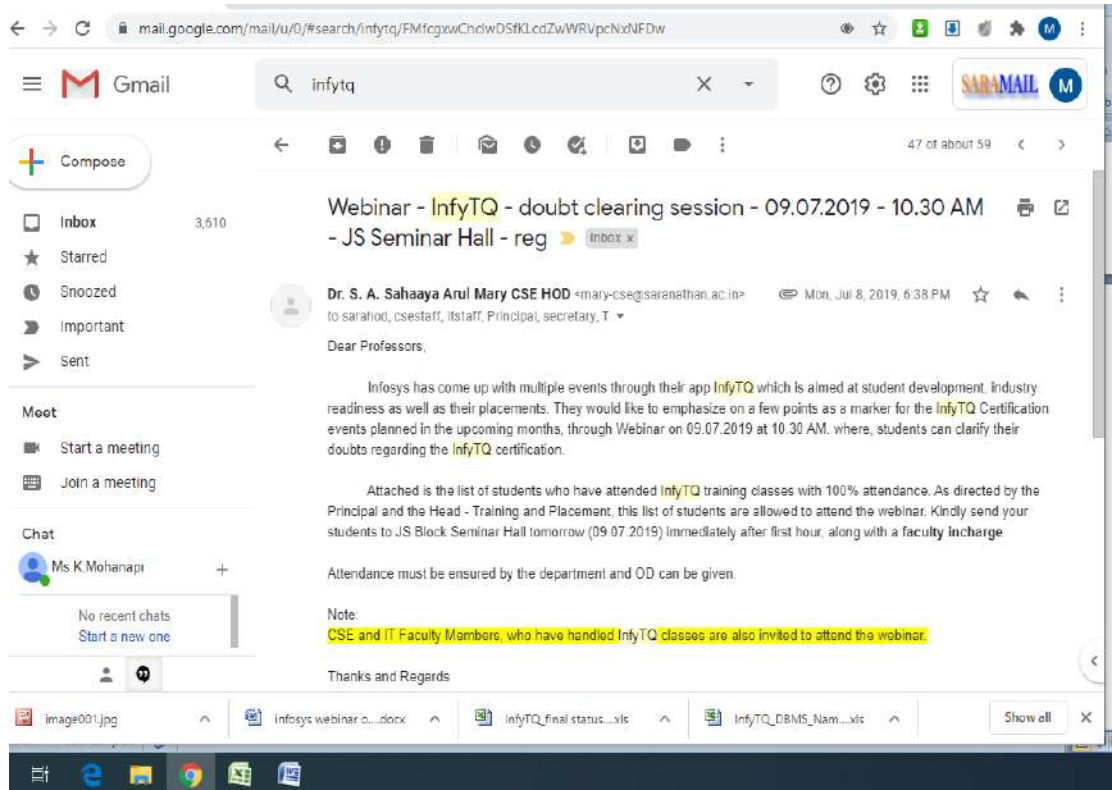 mail.google.com/mail/u/0/#search/infytq/FMfcgxwChclwDSfKLcdZwWRVpcNxNFDw
M
Gmail
infytq
SARAMAIL
M
Compose
47 of about 59
Inbox 3,610
Starred
Snoozed
Important
Sent
Meet
Start a meeting
Join a meeting
Chat
Ms.K.Mohanapr
No recent chats
Start a new one
Webinar - InfyTQ - doubt clearing session - 09.07.2019 - 10.30 AM
- JS Seminar Hall - reg Inbox x
Dr. S. A. Sahaaya Arul Mary CSE HOD <mary-cse@saranathan.ac.in> Mon, Jul 8, 2019, 6:38 PM
to sarahod, csestaff, itstaff, Principal, secretary, T
Dear Professors,
Infosys has come up with multiple events through their app InfyTQ which is aimed at student development, industry
readiness as well as their placements. They would like to emphasize on a few points as a marker for the InfyTQ Certification
events planned in the upcoming months, through Webinar on 09.07.2019 at 10.30 AM. where, students can clarify their
doubts regarding the InfyTQ certification.
Attached is the list of students who have attended InfyTQ training classes with 100% attendance. As directed by the
Principal and the Head - Training and Placement, this list of students are allowed to attend the webinar. Kindly send your
students to JS Block Seminar Hall tomorrow (09.07.2019) immediately after first hour, along with a faculty incharge.
Attendance must be ensured by the department and OD can be given.
Note:
CSE and IT Faculty Members, who have handled InfyTQ classes are also invited to attend the webinar.
Thanks and Regards
image001.jpg
infosys webinar o....docx
InfyTQ_final status....xls
InfyTQ_DBMS_Nam....xls
Show all